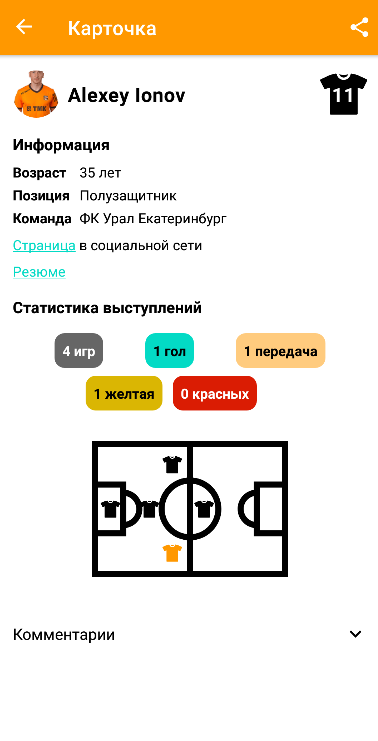 Карточка
Alexey Ionov
11
Информация
Возраст 35 лет
Позиция Полузащитник
Команда ФК Урал Екатеринбург
Страница в социальной сети
Резюме
Статистика выступлений
4 игр 1 гол 1 передача
1 желтая 0 красных
Комментарии